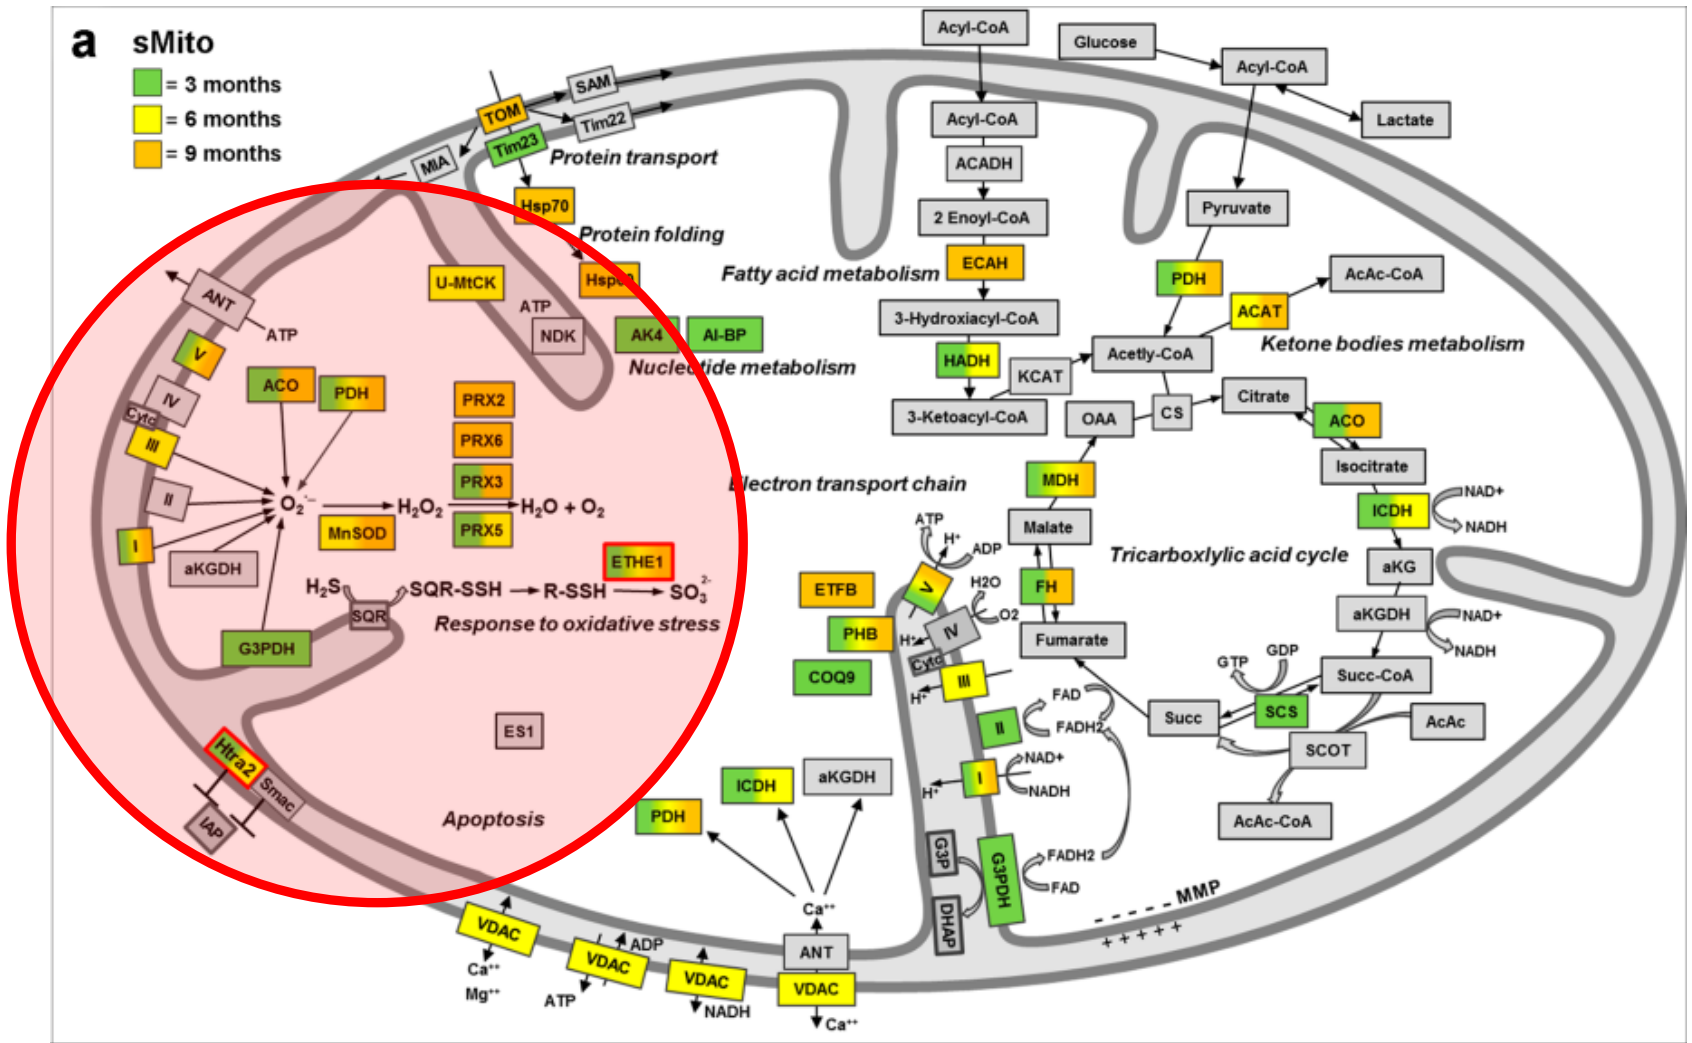 a sMito
= 3 months
= 6 months
= 9 months
TOM
SAM
Tim22
Tim23
MIA
Protein transport
Hsp70
Protein folding
U-MtCK
ATP
NDK
AK4
AI-BP
Nucleotide metabolism
ANT
ATP
V
IV
Cytc
III
II
I
ACO
PDH
PRX2
PRX6
PRX3
PRX5
O₂·−
H₂O₂
H₂O + O₂
MnSOD
aKGDH
G3PDH
ETHE1
H₂S
SQR
SQR-SSH
R-SSH
SO₃²⁻
Response to oxidative stress
ES1
Htra2
Smac
IAP
Apoptosis
Acyl-CoA
Acyl-CoA
ACADH
2 Enoyl-CoA
ECAH
Fatty acid metabolism
3-Hydroxiacyl-CoA
HADH
KCAT
3-Ketoacyl-CoA
Glucose
Acyl-CoA
Lactate
Pyruvate
PDH
AcAc-CoA
ACAT
Ketone bodies metabolism
Acetly-CoA
OAA
CS
Citrate
ACO
Isocitrate
ICDH
NAD+
NADH
aKG
aKGDH
NAD+
NADH
Succ-CoA
GTP
GDP
SCS
Succ
SCOT
AcAc
AcAc-CoA
Fumarate
FH
Malate
MDH
Tricarboxlylic acid cycle
Electron transport chain
ATP
H⁺
ADP
V
ETFB
PHB
COQ9
H2O
O2
IV
H⁺
Cytc
III
H⁺
II
FAD
FADH2
I
H⁺
NAD+
NADH
G3P
G3PDH
DHAP
FADH2
FAD
MMP
- - - - -
+ + + + +
PDH
ICDH
aKGDH
Ca⁺⁺
ANT
VDAC
Ca⁺⁺
VDAC
Ca⁺⁺
Mg⁺⁺
VDAC
ADP
ATP
VDAC
NADH